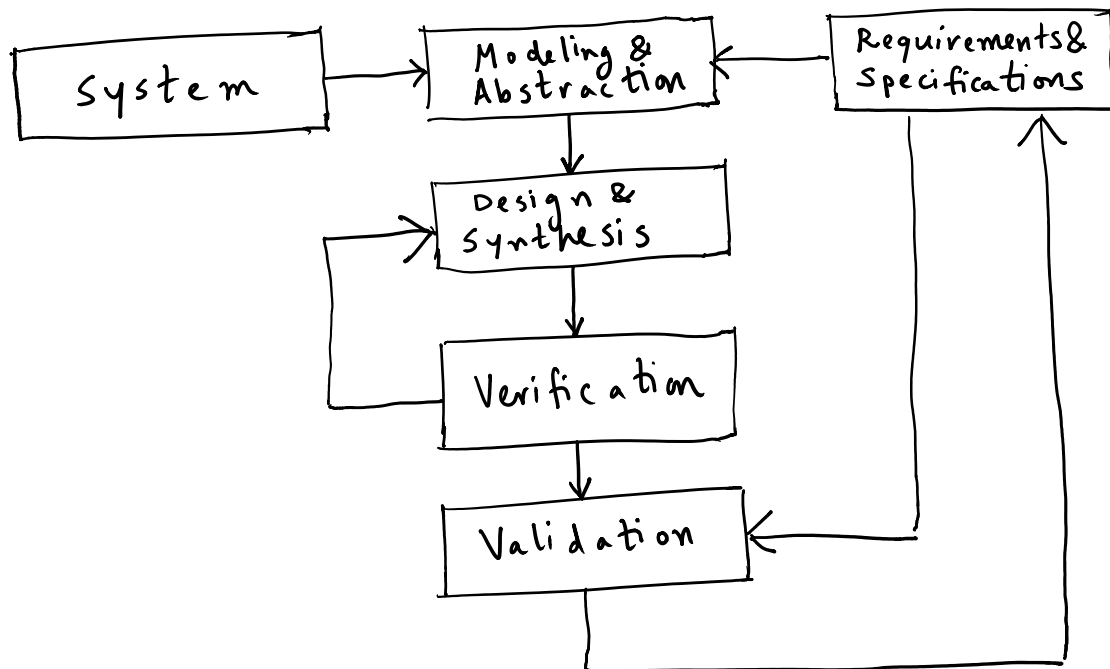 System
Modeling &
Abstraction
Requirements&
Specifications
Design &
Synthesis
Verification
Validation